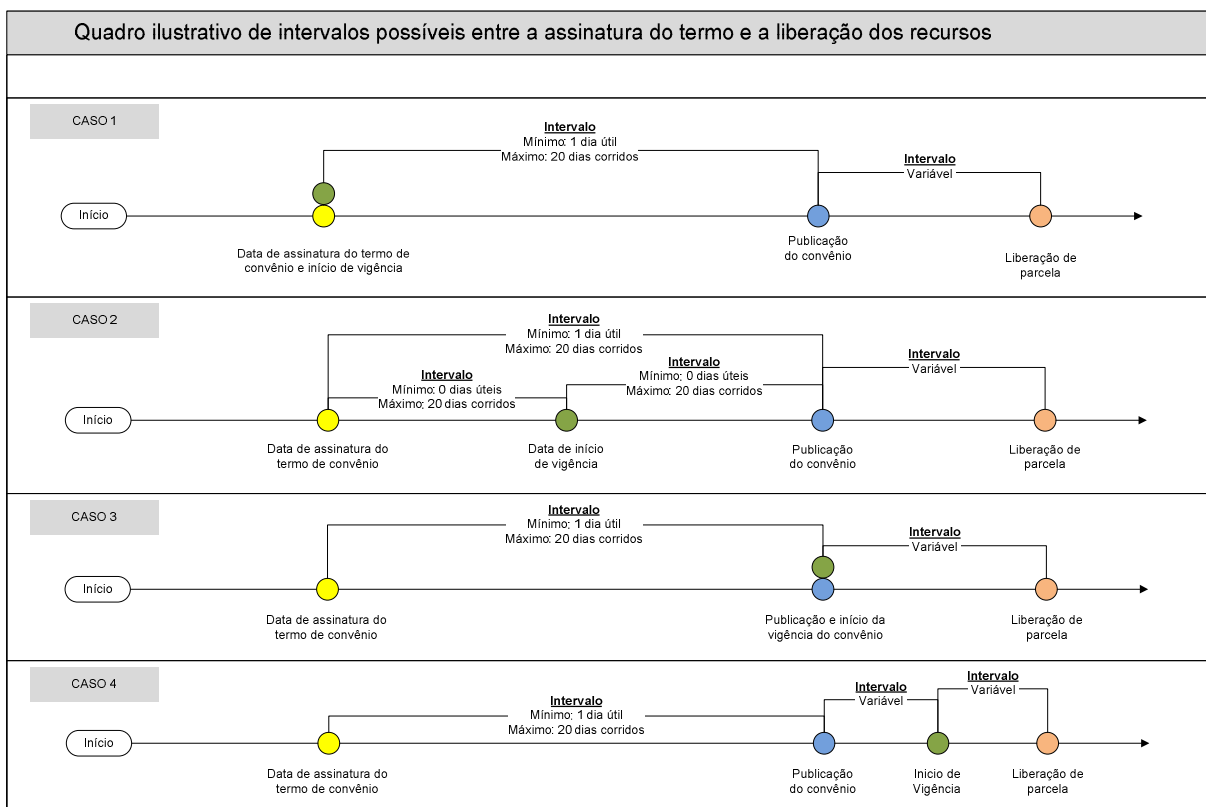 Quadro ilustrativo de intervalos possíveis entre a assinatura do termo e a liberação dos recursos
CASO 1
Intervalo
Mínimo: 1 dia útil
Máximo: 20 dias corridos
Intervalo
Variável
Início
Data de assinatura do termo de
convênio e início de vigência
Publicação
do convênio
Liberação de
parcela
CASO 2
Intervalo
Mínimo: 1 dia útil
Máximo: 20 dias corridos
Intervalo
Mínimo: 0 dias úteis
Máximo; 20 dias corridos
Intervalo
Mínimo; 0 dias úteis
Máximo: 20 dias corridos
Intervalo
Variável
Início
Data de assinatura do
termo de convênio
Data de início
de vigência
Publicação
do convênio
Liberação de
parcela
CASO 3
Intervalo
Mínimo; 1 dia útil
Máximo: 20 dias corridos
Intervalo
Variável
Início
Data de assinatura do
termo de convênio
Publicação e início da
vigência do convênio
Liberação de
parcela
CASO 4
Intervalo
Mínimo; 1 dia útil
Máximo: 20 dias corridos
Intervalo
Variável
Intervalo
Variável
Início
Data de assinatura do
termo de convênio
Publicação
do convênio
Inicio de
Vigência
Liberação de
parcela